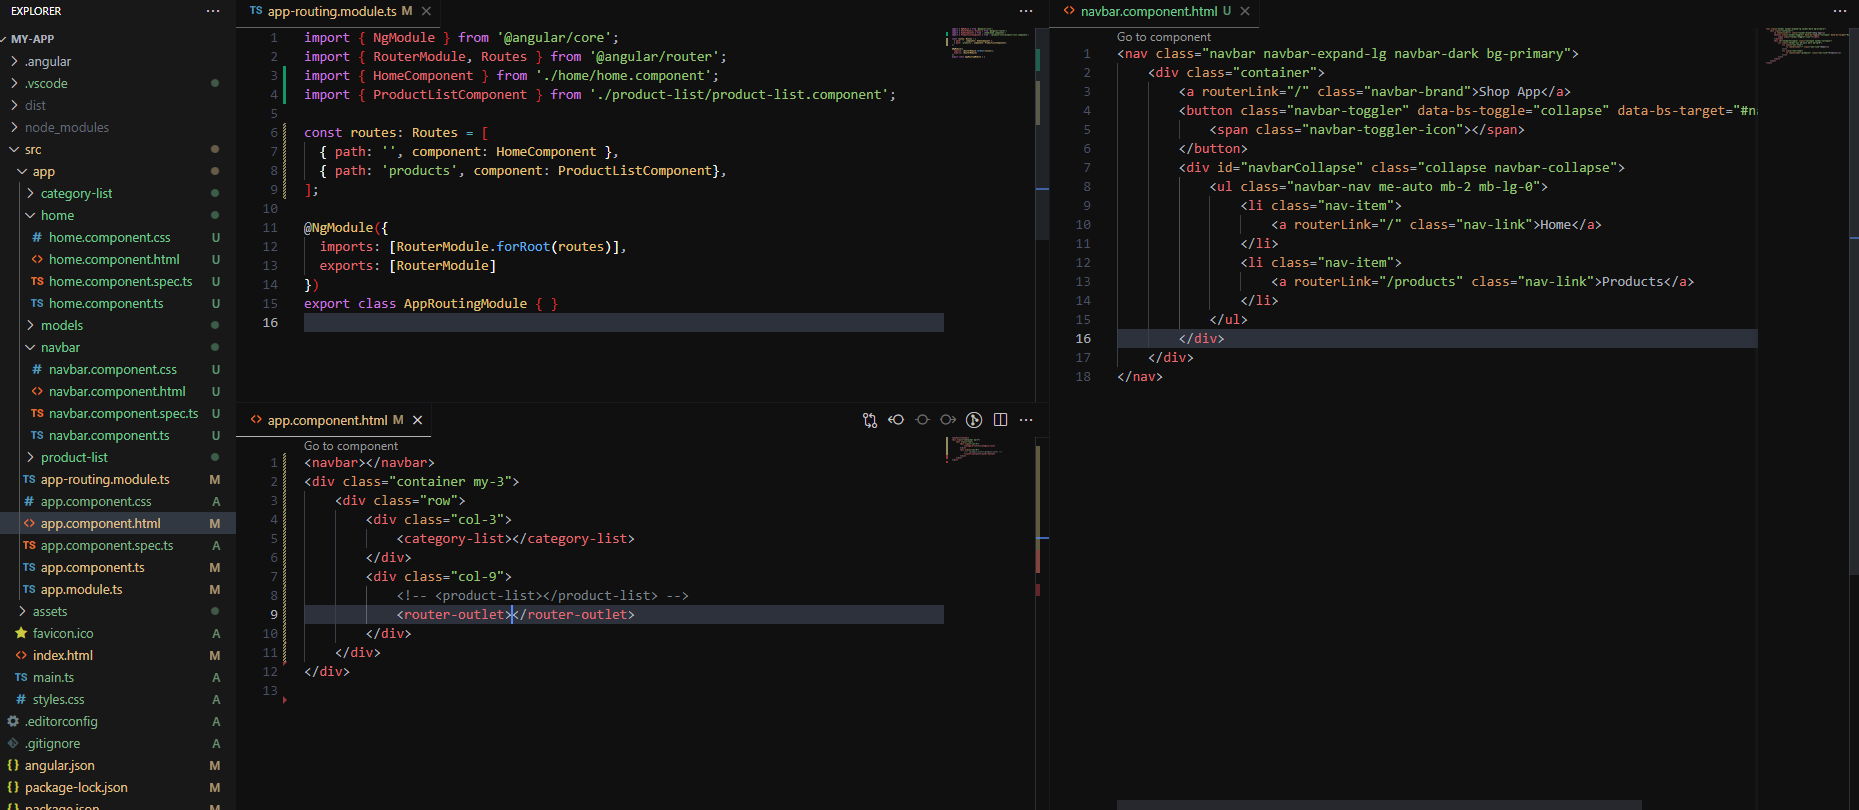 EXPLORER
MY-APP
.angular
.vscode
dist
node_modules
src
app
category-list
home
home.component.css U
home.component.html U
home.component.spec.ts U
home.component.ts U
models
navbar
navbar.component.css U
navbar.component.html U
navbar.component.spec.ts U
navbar.component.ts U
product-list
app-routing.module.ts M
app.component.css A
app.component.html M
app.component.spec.ts A
app.component.ts M
app.module.ts M
assets
favicon.ico A
index.html M
main.ts A
styles.css A
.editorconfig A
.gitignore A
angular.json M
package-lock.json M
package.json M
TS app-routing.module.ts M
1 import { NgModule } from '@angular/core';
2 import { RouterModule, Routes } from '@angular/router';
3 import { HomeComponent } from './home/home.component';
4 import { ProductListComponent } from './product-list/product-list.component';
5
6 const routes: Routes = [
7 { path: '', component: HomeComponent },
8 { path: 'products', component: ProductListComponent},
9 ];
10
11 @NgModule({
12 imports: [RouterModule.forRoot(routes)],
13 exports: [RouterModule]
14 })
15 export class AppRoutingModule { }
16
<> app.component.html M
Go to component
1 <navbar></navbar>
2 <div class="container my-3">
3 <div class="row">
4 <div class="col-3">
5 <category-list></category-list>
6 </div>
7 <div class="col-9">
8 <!-- <product-list></product-list> -->
9 <router-outlet></router-outlet>
10 </div>
11 </div>
12 </div>
13
<> navbar.component.html U
Go to component
1 <nav class="navbar navbar-expand-lg navbar-dark bg-primary">
2 <div class="container">
3 <a routerLink="/" class="navbar-brand">Shop App</a>
4 <button class="navbar-toggler" data-bs-toggle="collapse" data-bs-target="#na
5 <span class="navbar-toggler-icon"></span>
6 </button>
7 <div id="navbarCollapse" class="collapse navbar-collapse">
8 <ul class="navbar-nav me-auto mb-2 mb-lg-0">
9 <li class="nav-item">
10 <a routerLink="/" class="nav-link">Home</a>
11 </li>
12 <li class="nav-item">
13 <a routerLink="/products" class="nav-link">Products</a>
14 </li>
15 </ul>
16 </div>
17 </div>
18 </nav>